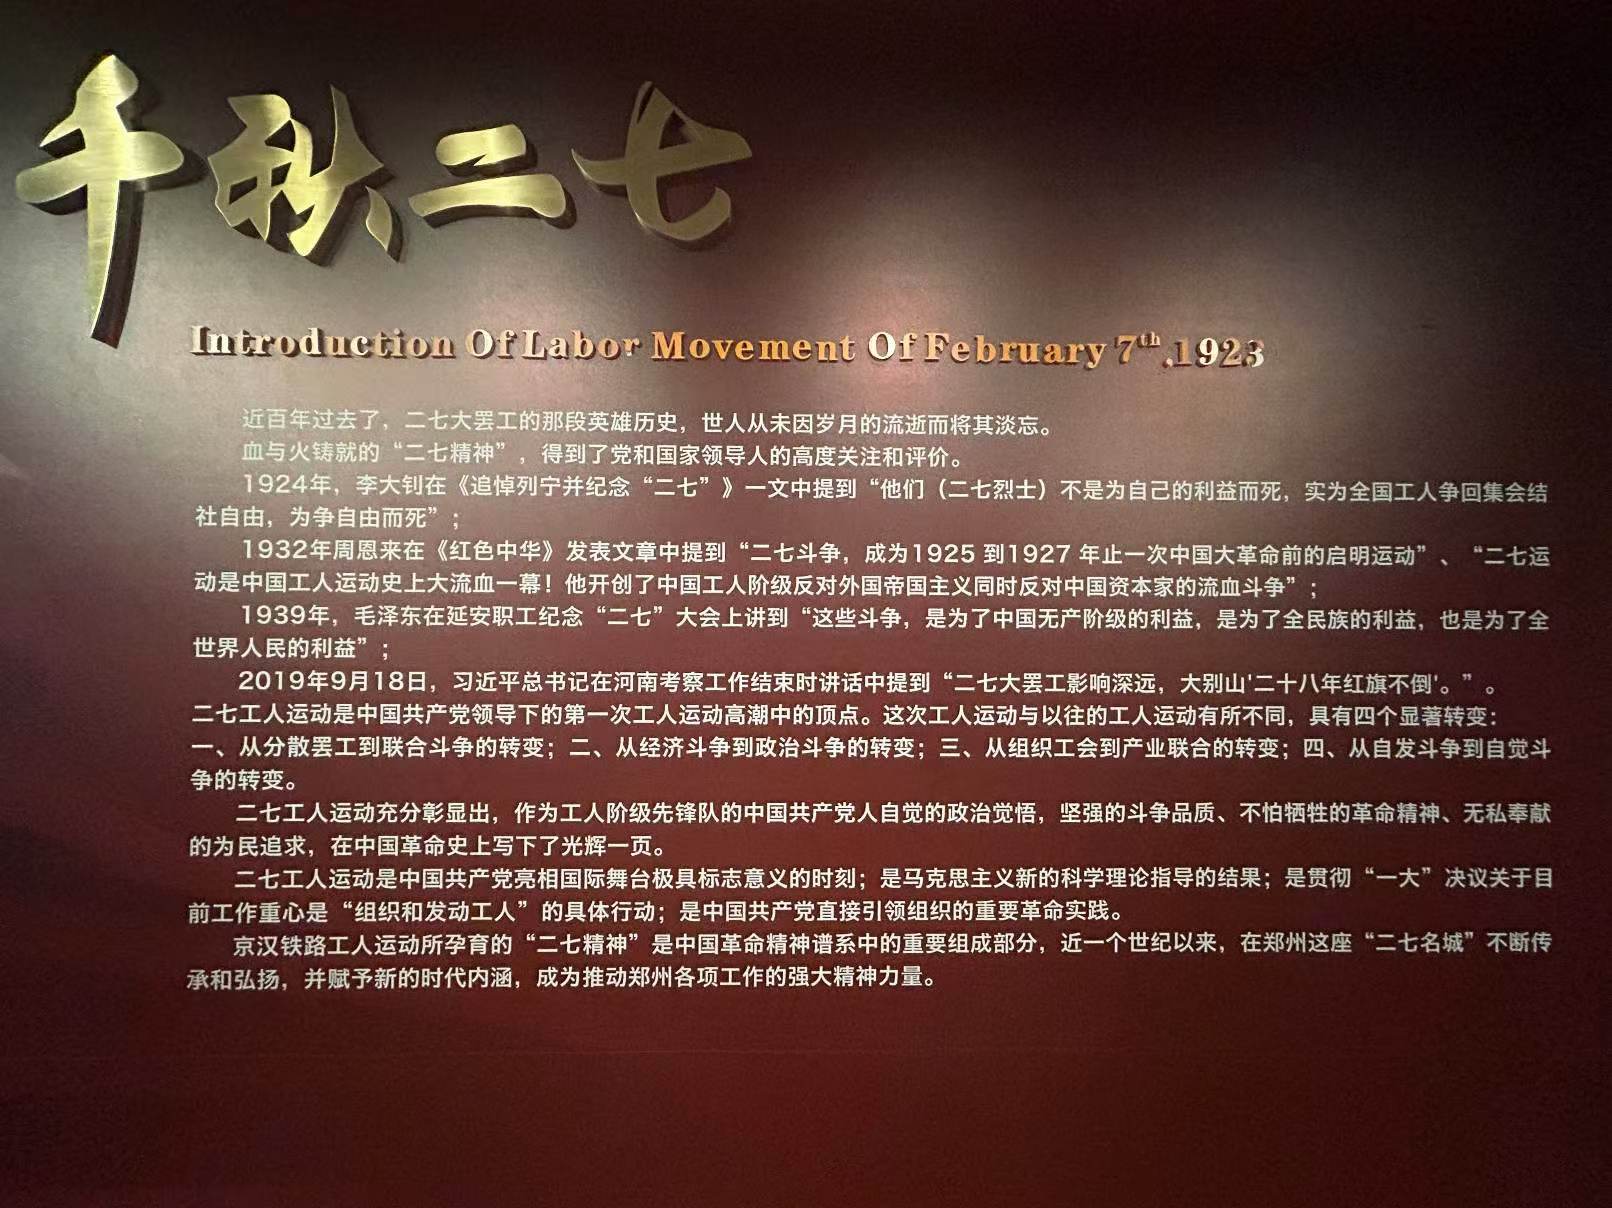 千秋二七
Introduction Of Labor Movement Of February 7th,1923
近百年过去了，二七大罢工的那段英雄历史，世人从未因岁月的流逝而将其淡忘。
血与火铸就的“二七精神”，得到了党和国家领导人的高度关注和评价。
1924年，李大钊在《追悼列宁并纪念“二七”》一文中提到“他们（二七烈士）不是为自己的利益而死，实为全国工人争回集会结
社自由，为争自由而死”；
1932年周恩来在《红色中华》发表文章中提到“二七斗争，成为1925 到1927 年止一次中国大革命前的启明运动”、“二七运
动是中国工人运动史上大流血一幕！他开创了中国工人阶级反对外国帝国主义同时反对中国资本家的流血斗争”；
1939年，毛泽东在延安职工纪念“二七”大会上讲到“这些斗争，是为了中国无产阶级的利益，是为了全民族的利益，也是为了全
世界人民的利益”；
2019年9月18日，习近平总书记在河南考察工作结束时讲话中提到“二七大罢工影响深远，大别山'二十八年红旗不倒'。”。
二七工人运动是中国共产党领导下的第一次工人运动高潮中的顶点。这次工人运动与以往的工人运动有所不同，具有四个显著转变：
一、从分散罢工到联合斗争的转变；二、从经济斗争到政治斗争的转变；三、从组织工会到产业联合的转变；四、从自发斗争到自觉斗
争的转变。
二七工人运动充分彰显出，作为工人阶级先锋队的中国共产党人自觉的政治觉悟，坚强的斗争品质、不怕牺牲的革命精神、无私奉献
的为民追求，在中国革命史上写下了光辉一页。
二七工人运动是中国共产党亮相国际舞台极具标志意义的时刻；是马克思主义新的科学理论指导的结果；是贯彻“一大”决议关于目
前工作重心是“组织和发动工人”的具体行动；是中国共产党直接引领组织的重要革命实践。
京汉铁路工人运动所孕育的“二七精神”是中国革命精神谱系中的重要组成部分，近一个世纪以来，在郑州这座“二七名城”不断传
承和弘扬，并赋予新的时代内涵，成为推动郑州各项工作的强大精神力量。